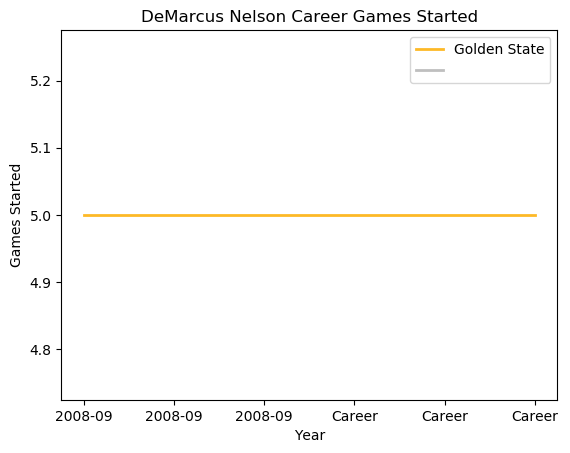 DeMarcus Nelson Career Games Started
Golden State
5.2
5.1
5.0
4.9
4.8
Games Started
2008-09 2008-09 2008-09 Career Career Career
Year